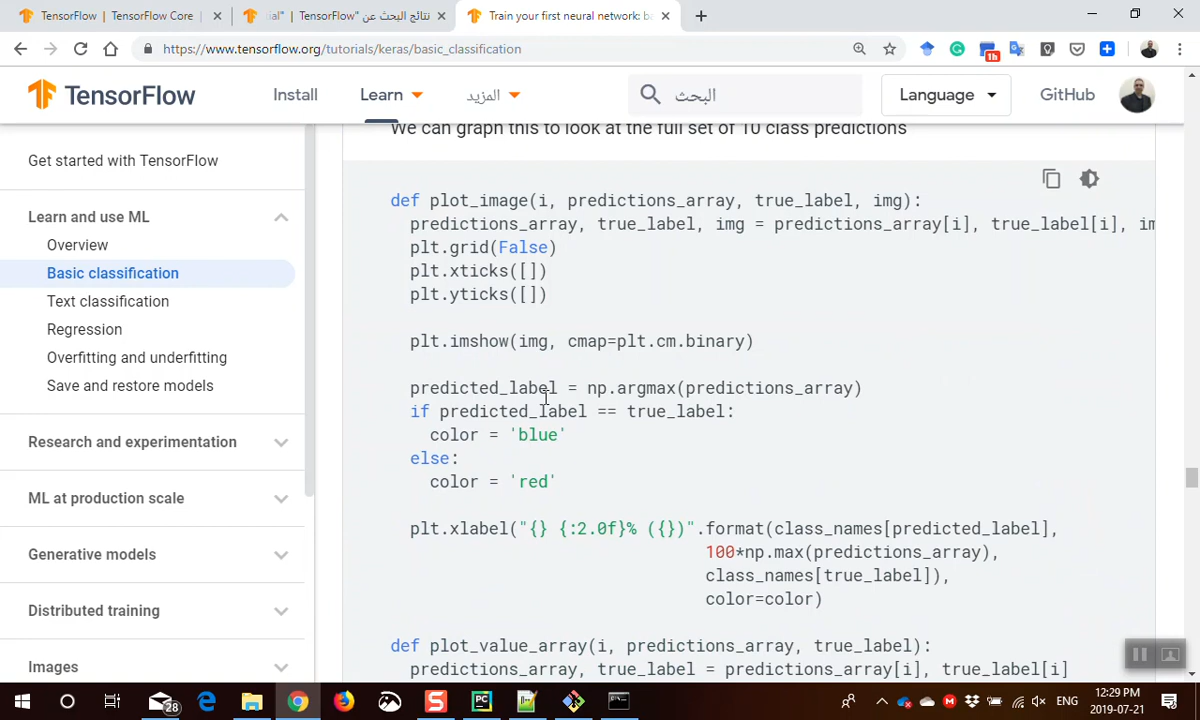 TensorFlow | TensorFlow Core
نتائج البحث عن "TensorFlow | "ial
Train your first neural network: ba
https://www.tensorflow.org/tutorials/keras/basic_classification
1h
TensorFlow
Install
Learn
المزيد
البحث
Language
GitHub
Get started with TensorFlow
Learn and use ML
Overview
Basic classification
Text classification
Regression
Overfitting and underfitting
Save and restore models
Research and experimentation
ML at production scale
Generative models
Distributed training
Images
We can graph this to look at the full set of 10 class predictions
def plot_image(i, predictions_array, true_label, img):
predictions_array, true_label, img = predictions_array[i], true_label[i], im
plt.grid(False)
plt.xticks([])
plt.yticks([])
plt.imshow(img, cmap=plt.cm.binary)
predicted_label = np.argmax(predictions_array)
if predicted_label == true_label:
color = 'blue'
else:
color = 'red'
plt.xlabel("{} {:2.0f}% ({})".format(class_names[predicted_label],
100*np.max(predictions_array),
class_names[true_label]),
color=color)
def plot_value_array(i, predictions_array, true_label):
predictions_array, true_label = predictions_array[i], true_label[i]
28
ENG
12:29 PM
2019-07-21